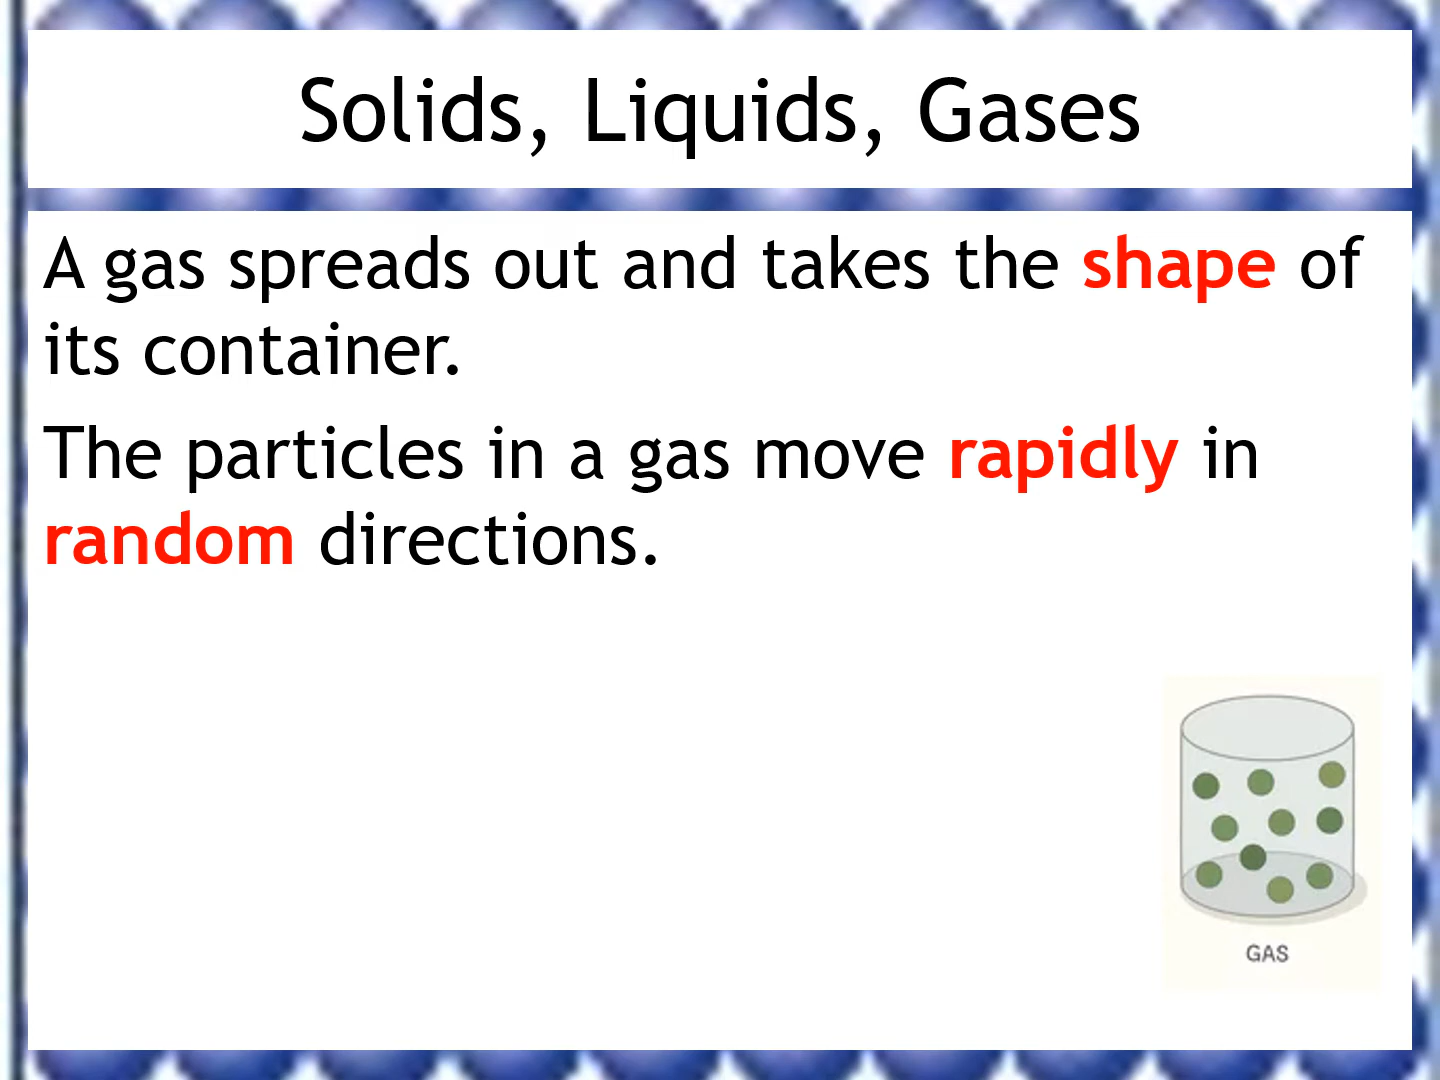 Solids, Liquids, Gases
A gas spreads out and takes the shape of
its container.
The particles in a gas move rapidly in
random directions.
GAS